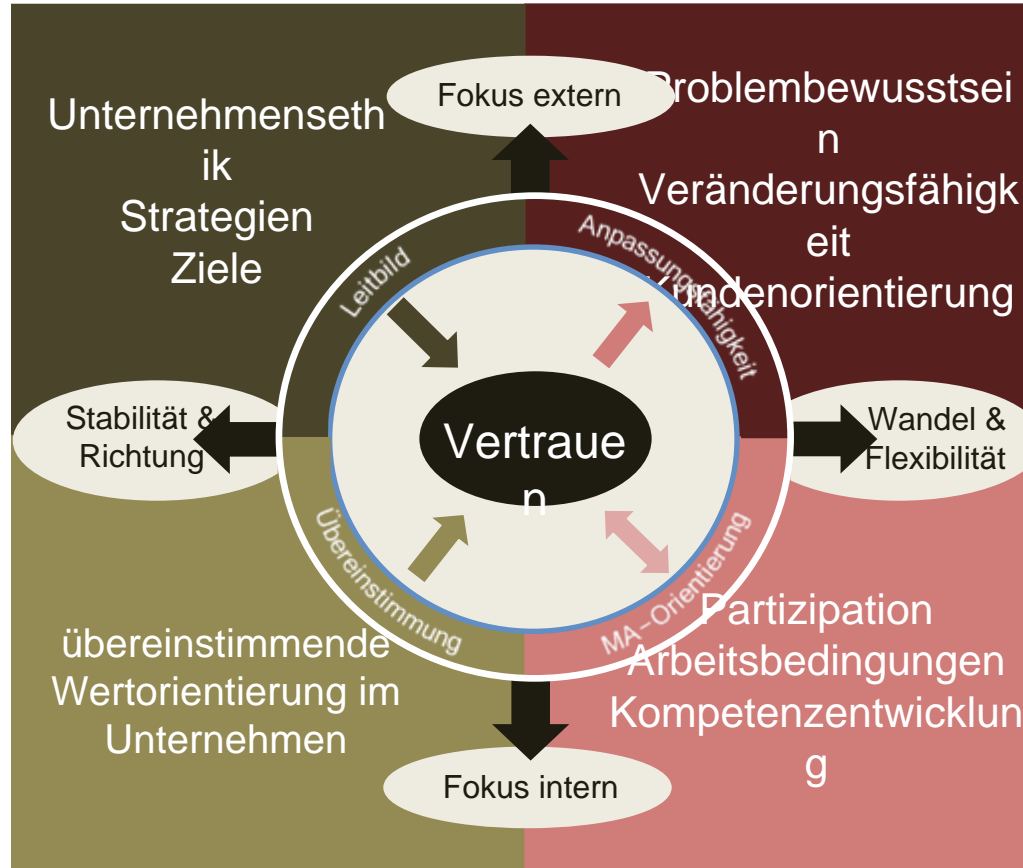 Fokus extern
Unternehmenseth
ik
Strategien
Ziele
Problembewusstsei
n
Veränderungsfähigk
eit
Kundenorientierung
Leitbild
Anpassungsfähigkeit
Stabilität &
Richtung
Vertraue
n
Wandel &
Flexibilität
Übereinstimmung
MA-Orientierung
übereinstimmende
Wertorientierung im
Unternehmen
Partizipation
Arbeitsbedingungen
Kompetenzentwicklun
g
Fokus intern